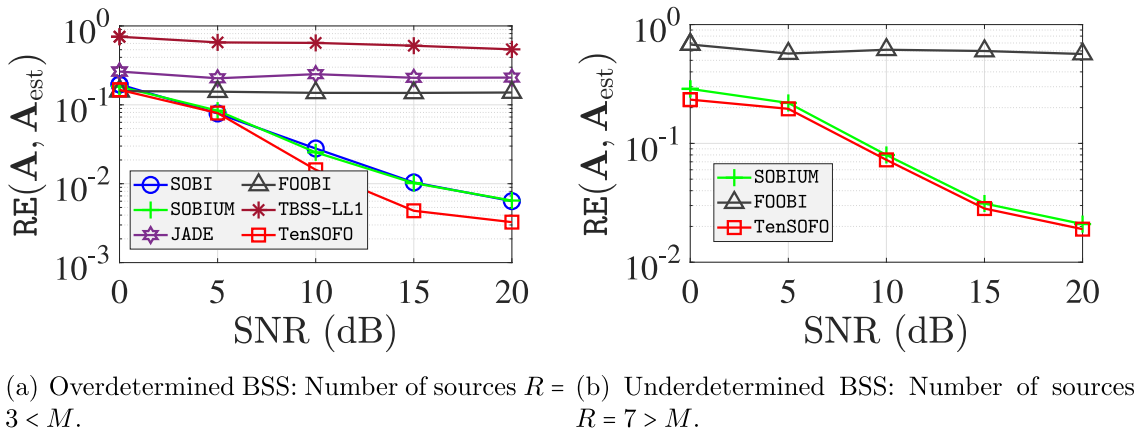 RE(A, A_est)
10^0
10^-1
10^-2
10^-3
0 5 10 15 20
SNR (dB)
SOBI
SOBIUM
JADE
FOOBI
TBSS-LL1
TenSOFO
RE(A, A_est)
10^0
10^-1
10^-2
0 5 10 15 20
SNR (dB)
SOBIUM
FOOBI
TenSOFO
(a) Overdetermined BSS: Number of sources R =
3 < M.
(b) Underdetermined BSS: Number of sources
R = 7 > M.